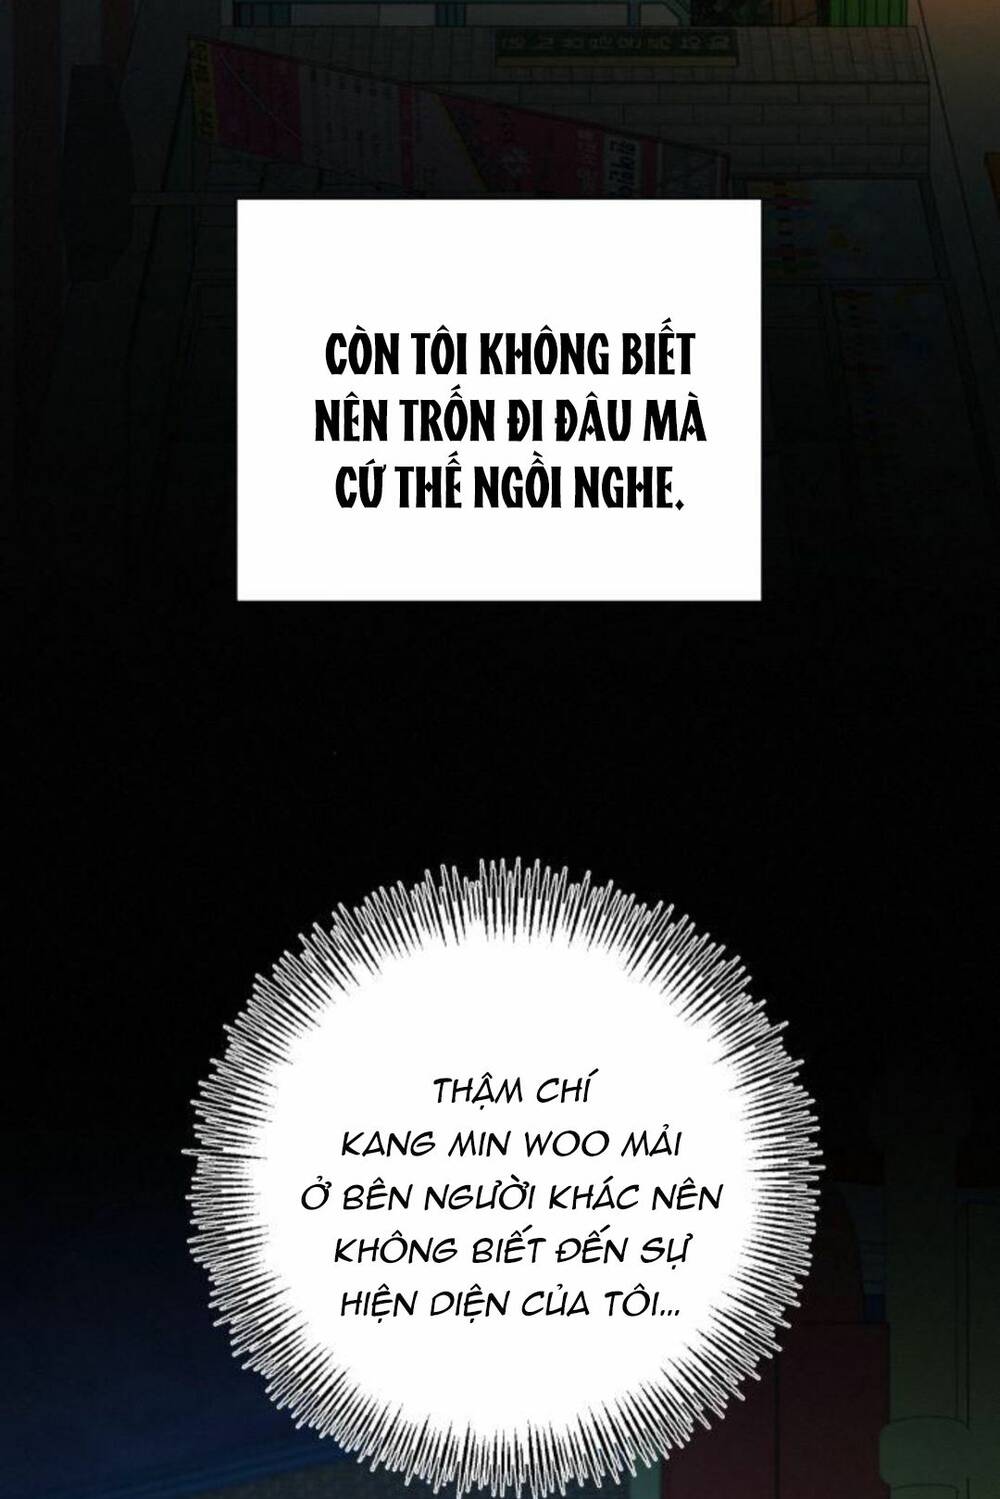 CÒN TÔI KHÔNG BIẾT
NÊN TRỐN ĐI ĐÂU MÀ
CỨ THẾ NGỒI NGHE.
THẬM CHÍ
KANG MIN WOO MẢI
Ở BÊN NGƯỜI KHÁC NÊN
KHÔNG BIẾT ĐẾN SỰ
HIỆN DIỆN CỦA TÔI...